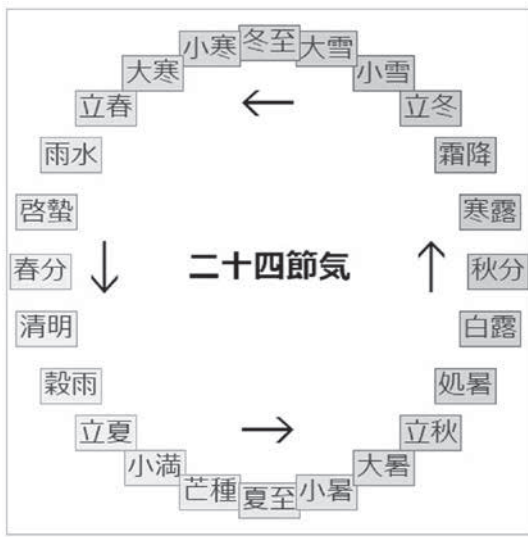 冬至
小寒
大寒
立春
雨水
啓蟄
春分
清明
穀雨
立夏
小満
芒種
夏至
小暑
大暑
立秋
処暑
白露
秋分
寒露
霜降
立冬
小雪
大雪
二十四節気